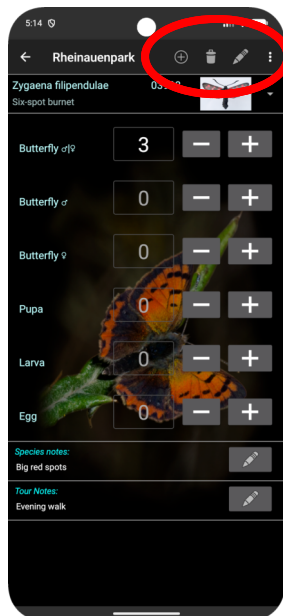 5:14
Rheinauenpark
Zygaena filipendulae
Six-spot burnet
Butterfly ♂|♀ 3 − +
Butterfly ♂ 0 − +
Butterfly ♀ 0 − +
Pupa 0 − +
Larva 0 − +
Egg 0 − +
Species notes:
Big red spots
Tour Notes:
Evening walk